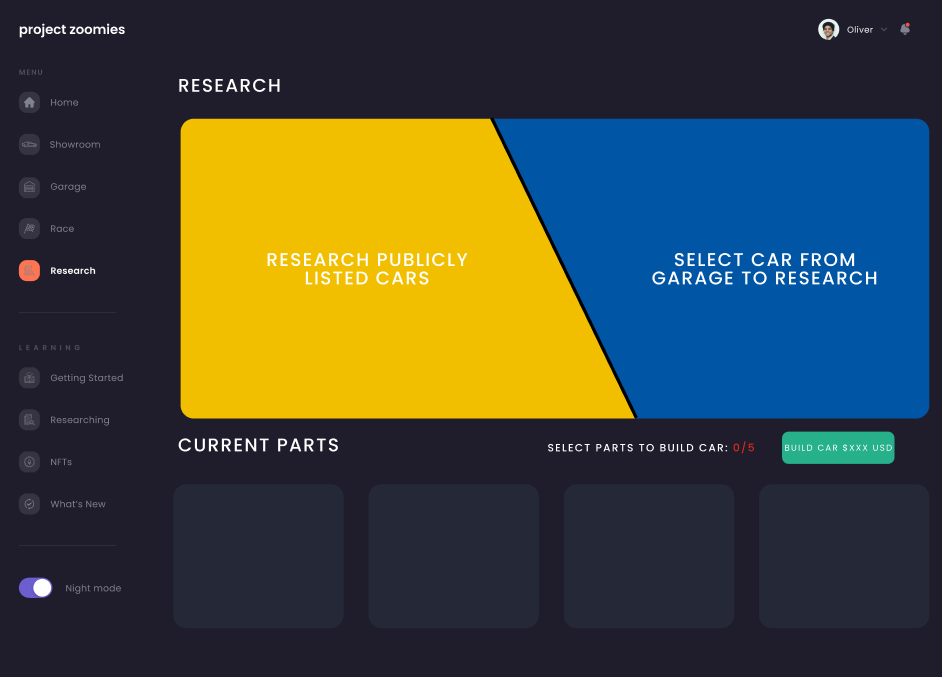 project zoomies
Oliver
MENU
Home
Showroom
Garage
Race
Research
LEARNING
Getting Started
Researching
NFTs
What's New
Night mode
RESEARCH
RESEARCH PUBLICLY
LISTED CARS
SELECT CAR FROM
GARAGE TO RESEARCH
CURRENT PARTS
SELECT PARTS TO BUILD CAR: 0/5
BUILD CAR $XXX USD